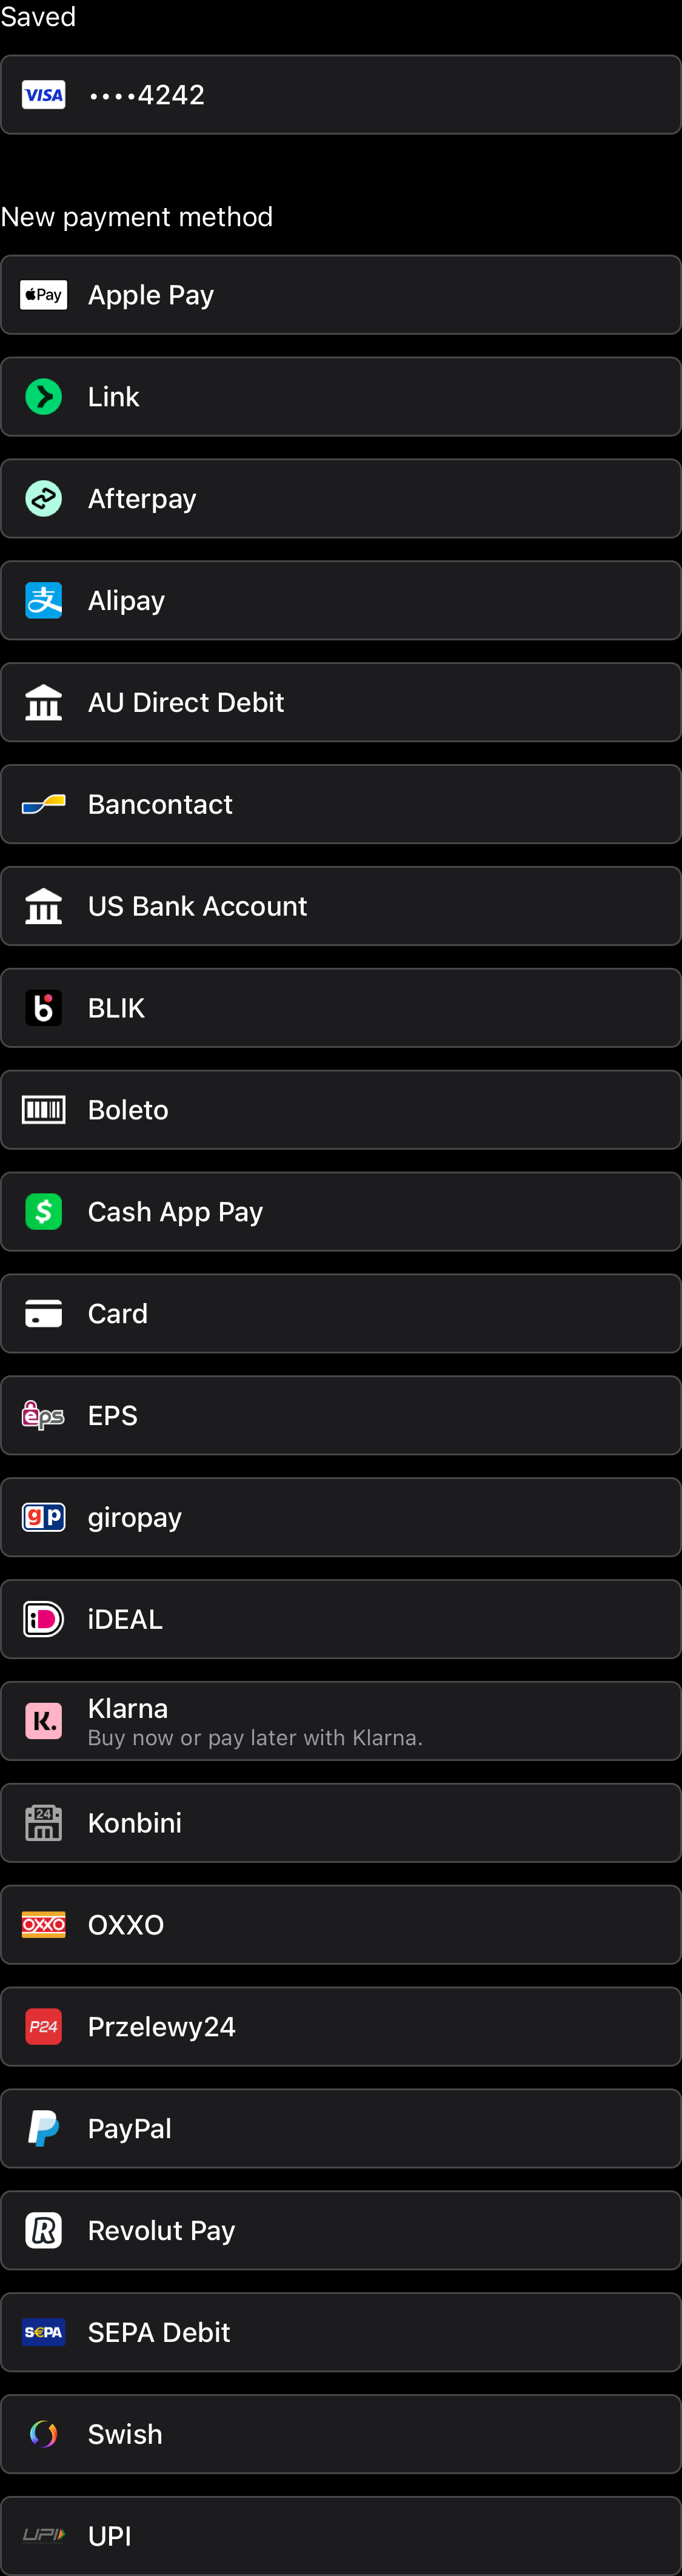 Saved
VISA ····4242
New payment method
Pay Apple Pay
Link
Afterpay
支 Alipay
AU Direct Debit
Bancontact
US Bank Account
b BLIK
Boleto
$ Cash App Pay
Card
eps EPS
gp giropay
iD iDEAL
K. Klarna
Buy now or pay later with Klarna.
24 Konbini
OXXO OXXO
P24 Przelewy24
P PayPal
R Revolut Pay
S€PA SEPA Debit
Swish
UPI UPI